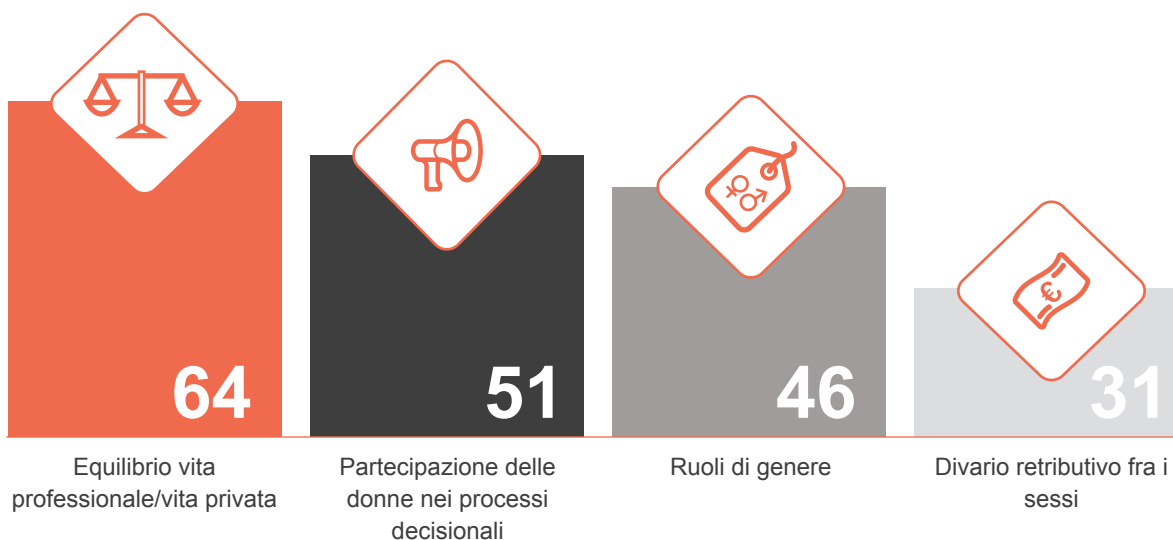 64
51
46
31
€
Equilibrio vita
professionale/vita privata
Partecipazione delle
donne nei processi
decisionali
Ruoli di genere
Divario retributivo fra i
sessi